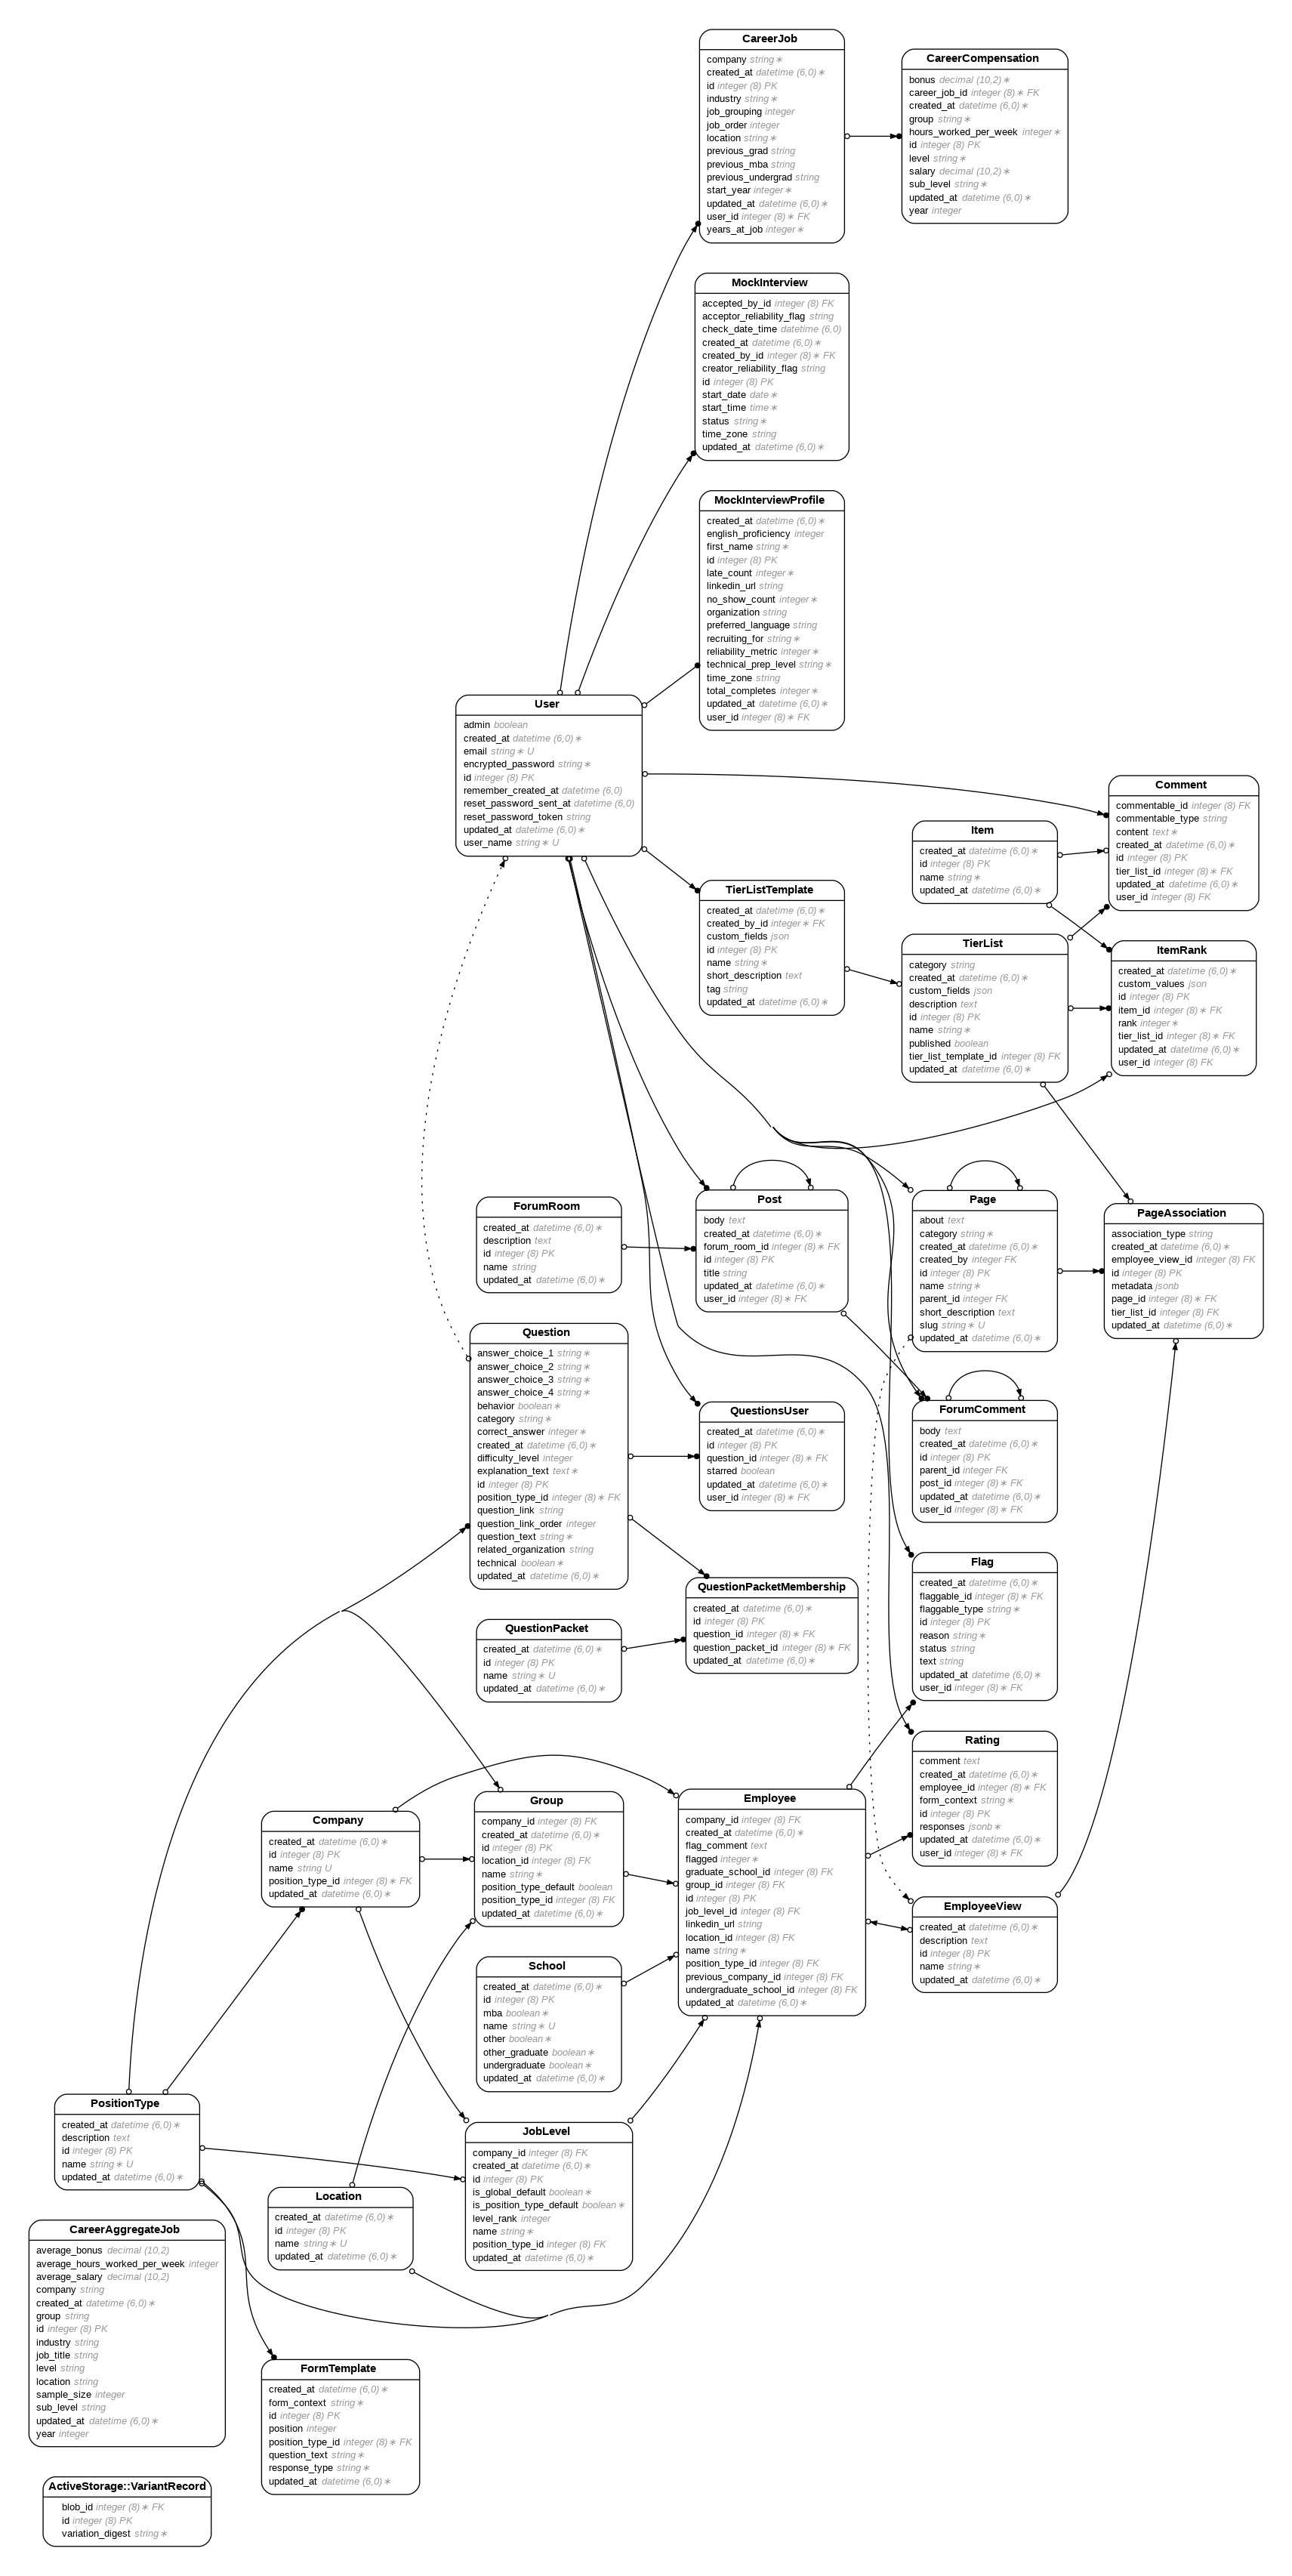 CareerJob
company string∗
created_at datetime (6,0)∗
id integer (8) PK
industry string∗
job_grouping integer
job_order integer
location string∗
previous_grad string
previous_mba string
previous_undergrad string
start_year integer∗
updated_at datetime (6,0)∗
user_id integer (8)∗ FK
years_at_job integer∗
CareerCompensation
bonus decimal (10,2)∗
career_job_id integer (8)∗ FK
created_at datetime (6,0)∗
group string∗
hours_worked_per_week integer∗
id integer (8) PK
level string∗
salary decimal (10,2)∗
sub_level string∗
updated_at datetime (6,0)∗
year integer
MockInterview
accepted_by_id integer (8) FK
acceptor_reliability_flag string
check_date_time datetime (6,0)
created_at datetime (6,0)∗
created_by_id integer (8)∗ FK
creator_reliability_flag string
id integer (8) PK
start_date date∗
start_time time∗
status string∗
time_zone string
updated_at datetime (6,0)∗
MockInterviewProfile
created_at datetime (6,0)∗
english_proficiency integer
first_name string∗
id integer (8) PK
late_count integer∗
linkedin_url string
no_show_count integer∗
organization string
preferred_language string
recruiting_for string∗
reliability_metric integer∗
technical_prep_level string∗
time_zone string
total_completes integer∗
updated_at datetime (6,0)∗
user_id integer (8)∗ FK
User
admin boolean
created_at datetime (6,0)∗
email string∗ U
encrypted_password string∗
id integer (8) PK
remember_created_at datetime (6,0)
reset_password_sent_at datetime (6,0)
reset_password_token string
updated_at datetime (6,0)∗
user_name string∗ U
Comment
commentable_id integer (8) FK
commentable_type string
content text∗
created_at datetime (6,0)∗
id integer (8) PK
tier_list_id integer (8)∗ FK
updated_at datetime (6,0)∗
user_id integer (8) FK
Item
created_at datetime (6,0)∗
id integer (8) PK
name string∗
updated_at datetime (6,0)∗
TierListTemplate
created_at datetime (6,0)∗
created_by_id integer∗ FK
custom_fields json
id integer (8) PK
name string∗
short_description text
tag string
updated_at datetime (6,0)∗
TierList
category string
created_at datetime (6,0)∗
custom_fields json
description text
id integer (8) PK
name string∗
published boolean
tier_list_template_id integer (8) FK
updated_at datetime (6,0)∗
ItemRank
created_at datetime (6,0)∗
custom_values json
id integer (8) PK
item_id integer (8)∗ FK
rank integer∗
tier_list_id integer (8)∗ FK
updated_at datetime (6,0)∗
user_id integer (8) FK
ForumRoom
created_at datetime (6,0)∗
description text
id integer (8) PK
name string
updated_at datetime (6,0)∗
Post
body text
created_at datetime (6,0)∗
forum_room_id integer (8)∗ FK
id integer (8) PK
title string
updated_at datetime (6,0)∗
user_id integer (8)∗ FK
Page
about text
category string∗
created_at datetime (6,0)∗
created_by integer FK
id integer (8) PK
name string∗
parent_id integer FK
short_description text
slug string∗ U
updated_at datetime (6,0)∗
PageAssociation
association_type string
created_at datetime (6,0)∗
employee_view_id integer (8) FK
id integer (8) PK
metadata jsonb
page_id integer (8)∗ FK
tier_list_id integer (8) FK
updated_at datetime (6,0)∗
Question
answer_choice_1 string∗
answer_choice_2 string∗
answer_choice_3 string∗
answer_choice_4 string∗
behavior boolean∗
category string∗
correct_answer integer∗
created_at datetime (6,0)∗
difficulty_level integer
explanation_text text∗
id integer (8) PK
position_type_id integer (8)∗ FK
question_link string
question_link_order integer
question_text string∗
related_organization string
technical boolean∗
updated_at datetime (6,0)∗
QuestionsUser
created_at datetime (6,0)∗
id integer (8) PK
question_id integer (8)∗ FK
starred boolean
updated_at datetime (6,0)∗
user_id integer (8)∗ FK
ForumComment
body text
created_at datetime (6,0)∗
id integer (8) PK
parent_id integer FK
post_id integer (8)∗ FK
updated_at datetime (6,0)∗
user_id integer (8)∗ FK
QuestionPacketMembership
created_at datetime (6,0)∗
id integer (8) PK
question_id integer (8)∗ FK
question_packet_id integer (8)∗ FK
updated_at datetime (6,0)∗
QuestionPacket
created_at datetime (6,0)∗
id integer (8) PK
name string∗ U
updated_at datetime (6,0)∗
Flag
created_at datetime (6,0)∗
flaggable_id integer (8)∗ FK
flaggable_type string∗
id integer (8) PK
reason string∗
status string
text string
updated_at datetime (6,0)∗
user_id integer (8)∗ FK
Rating
comment text
created_at datetime (6,0)∗
employee_id integer (8)∗ FK
form_context string∗
id integer (8) PK
responses jsonb∗
updated_at datetime (6,0)∗
user_id integer (8)∗ FK
Company
created_at datetime (6,0)∗
id integer (8) PK
name string U
position_type_id integer (8)∗ FK
updated_at datetime (6,0)∗
Group
company_id integer (8) FK
created_at datetime (6,0)∗
id integer (8) PK
location_id integer (8) FK
name string∗
position_type_default boolean
position_type_id integer (8) FK
updated_at datetime (6,0)∗
Employee
company_id integer (8) FK
created_at datetime (6,0)∗
flag_comment text
flagged integer∗
graduate_school_id integer (8) FK
group_id integer (8) FK
id integer (8) PK
job_level_id integer (8) FK
linkedin_url string
location_id integer (8) FK
name string∗
position_type_id integer (8) FK
previous_company_id integer (8) FK
undergraduate_school_id integer (8) FK
updated_at datetime (6,0)∗
EmployeeView
created_at datetime (6,0)∗
description text
id integer (8) PK
name string∗
updated_at datetime (6,0)∗
School
created_at datetime (6,0)∗
id integer (8) PK
mba boolean∗
name string∗ U
other boolean∗
other_graduate boolean∗
undergraduate boolean∗
updated_at datetime (6,0)∗
PositionType
created_at datetime (6,0)∗
description text
id integer (8) PK
name string∗ U
updated_at datetime (6,0)∗
JobLevel
company_id integer (8) FK
created_at datetime (6,0)∗
id integer (8) PK
is_global_default boolean∗
is_position_type_default boolean∗
level_rank integer
name string∗
position_type_id integer (8) FK
updated_at datetime (6,0)∗
Location
created_at datetime (6,0)∗
id integer (8) PK
name string∗ U
updated_at datetime (6,0)∗
CareerAggregateJob
average_bonus decimal (10,2)
average_hours_worked_per_week integer
average_salary decimal (10,2)
company string
created_at datetime (6,0)∗
group string
id integer (8) PK
industry string
job_title string
level string
location string
sample_size integer
sub_level string
updated_at datetime (6,0)∗
year integer
FormTemplate
created_at datetime (6,0)∗
form_context string∗
id integer (8) PK
position integer
position_type_id integer (8)∗ FK
question_text string∗
response_type string∗
updated_at datetime (6,0)∗
ActiveStorage::VariantRecord
blob_id integer (8)∗ FK
id integer (8) PK
variation_digest string∗